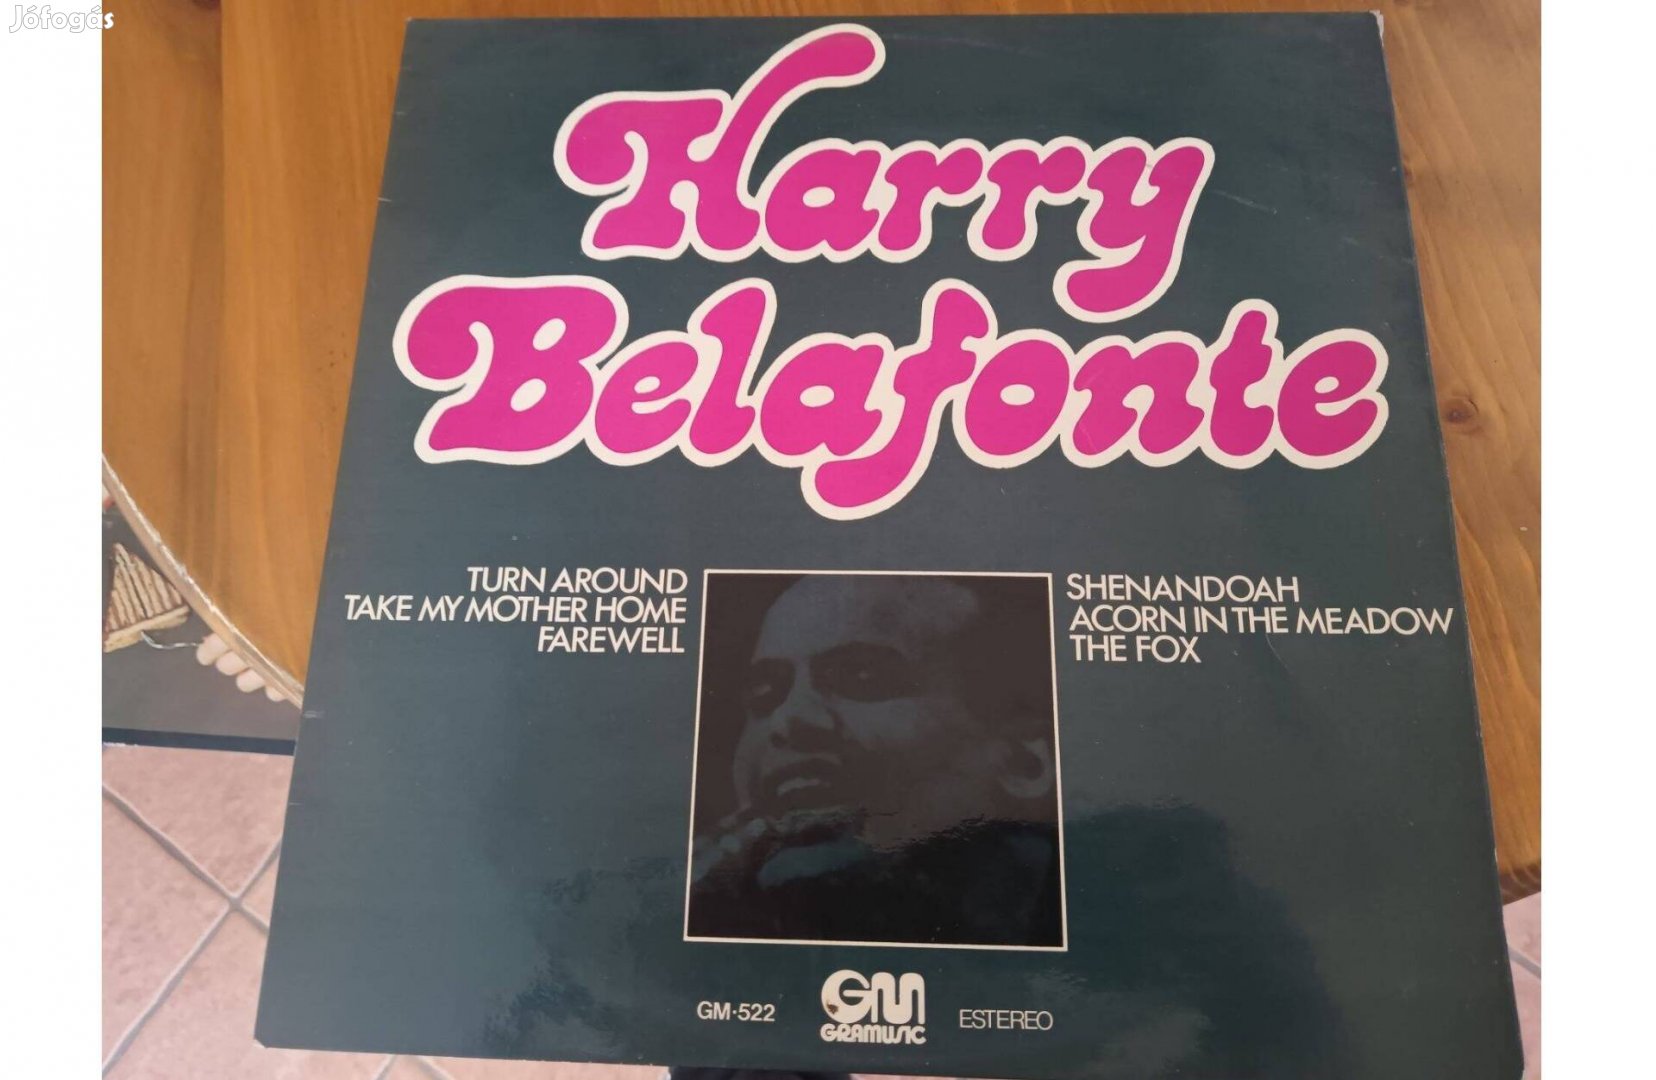 Jófogás
Harry
Belafonte
TURN AROUND
TAKE MY MOTHER HOME
FAREWELL
SHENANDOAH
ACORN IN THE MEADOW
THE FOX
GM·522
GM
GRAMUSIC
ESTEREO